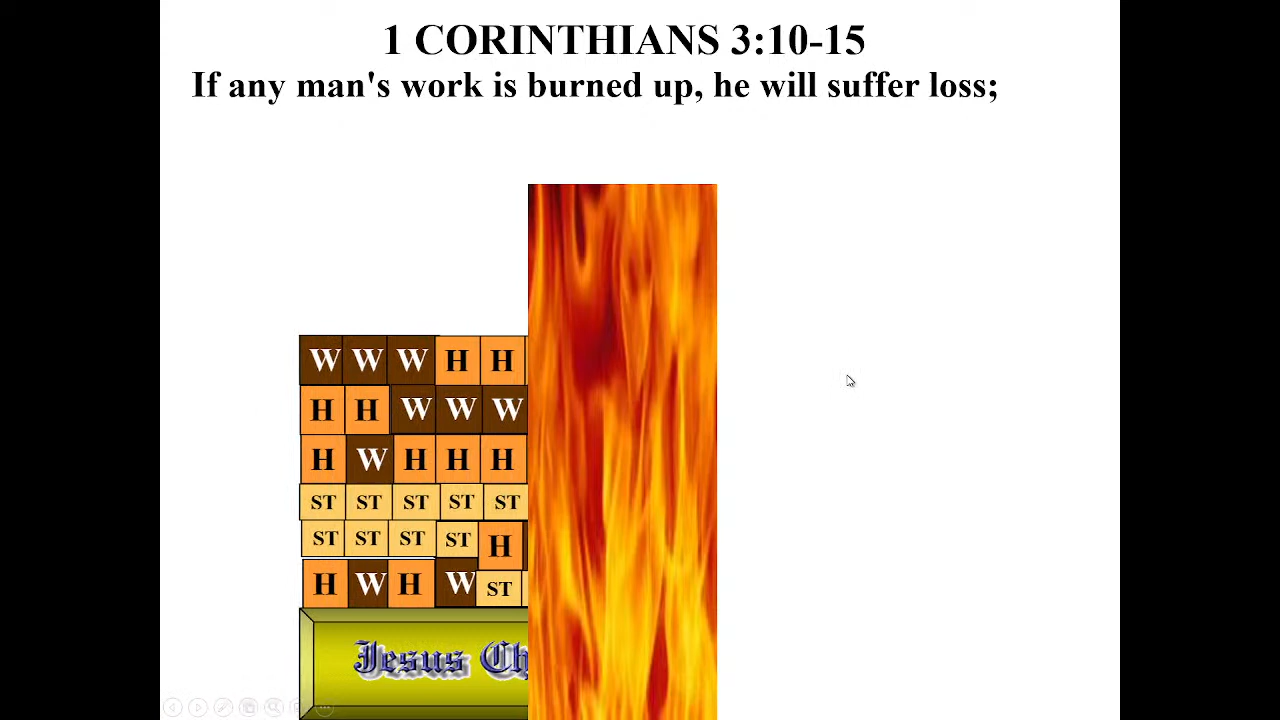 1 CORINTHIANS 3:10-15
If any man's work is burned up, he will suffer loss;
W W W H H
H H W W W
H W H H H
ST ST ST ST ST
ST ST ST ST H
H W H W ST
Jesus Ch